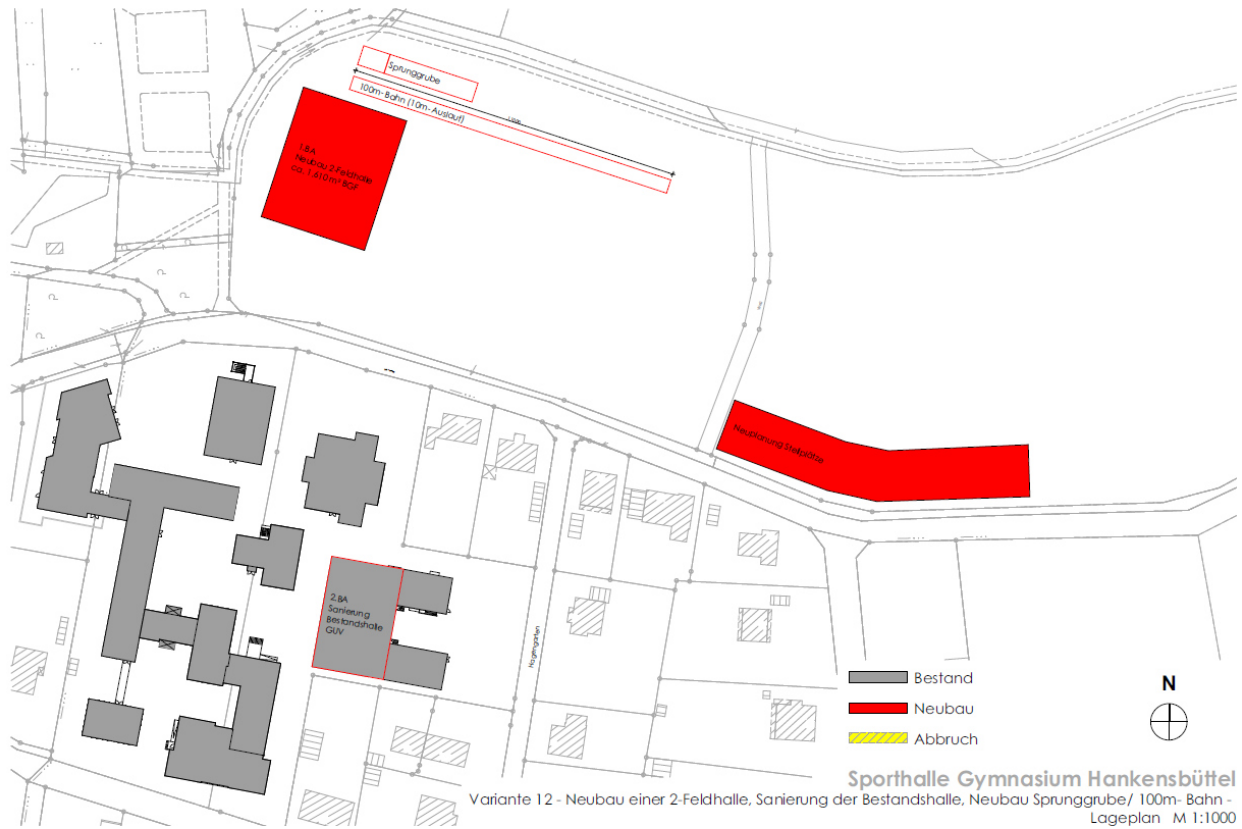 Sprunggrube
100m- Bahn (10m- Auslauf)
1.BA
Neubau 2-Feldhalle
ca. 1.610 m² BGF
Neuplanung Stellplätze
2.BA
Sanierung
Bestandshalle
GUV
Hagengarten
Bestand
Neubau
Abbruch
N
Sporthalle Gymnasium Hankensbüttel
Variante 12 - Neubau einer 2-Feldhalle, Sanierung der Bestandshalle, Neubau Sprunggrube/ 100m- Bahn -
Lageplan M 1:1000